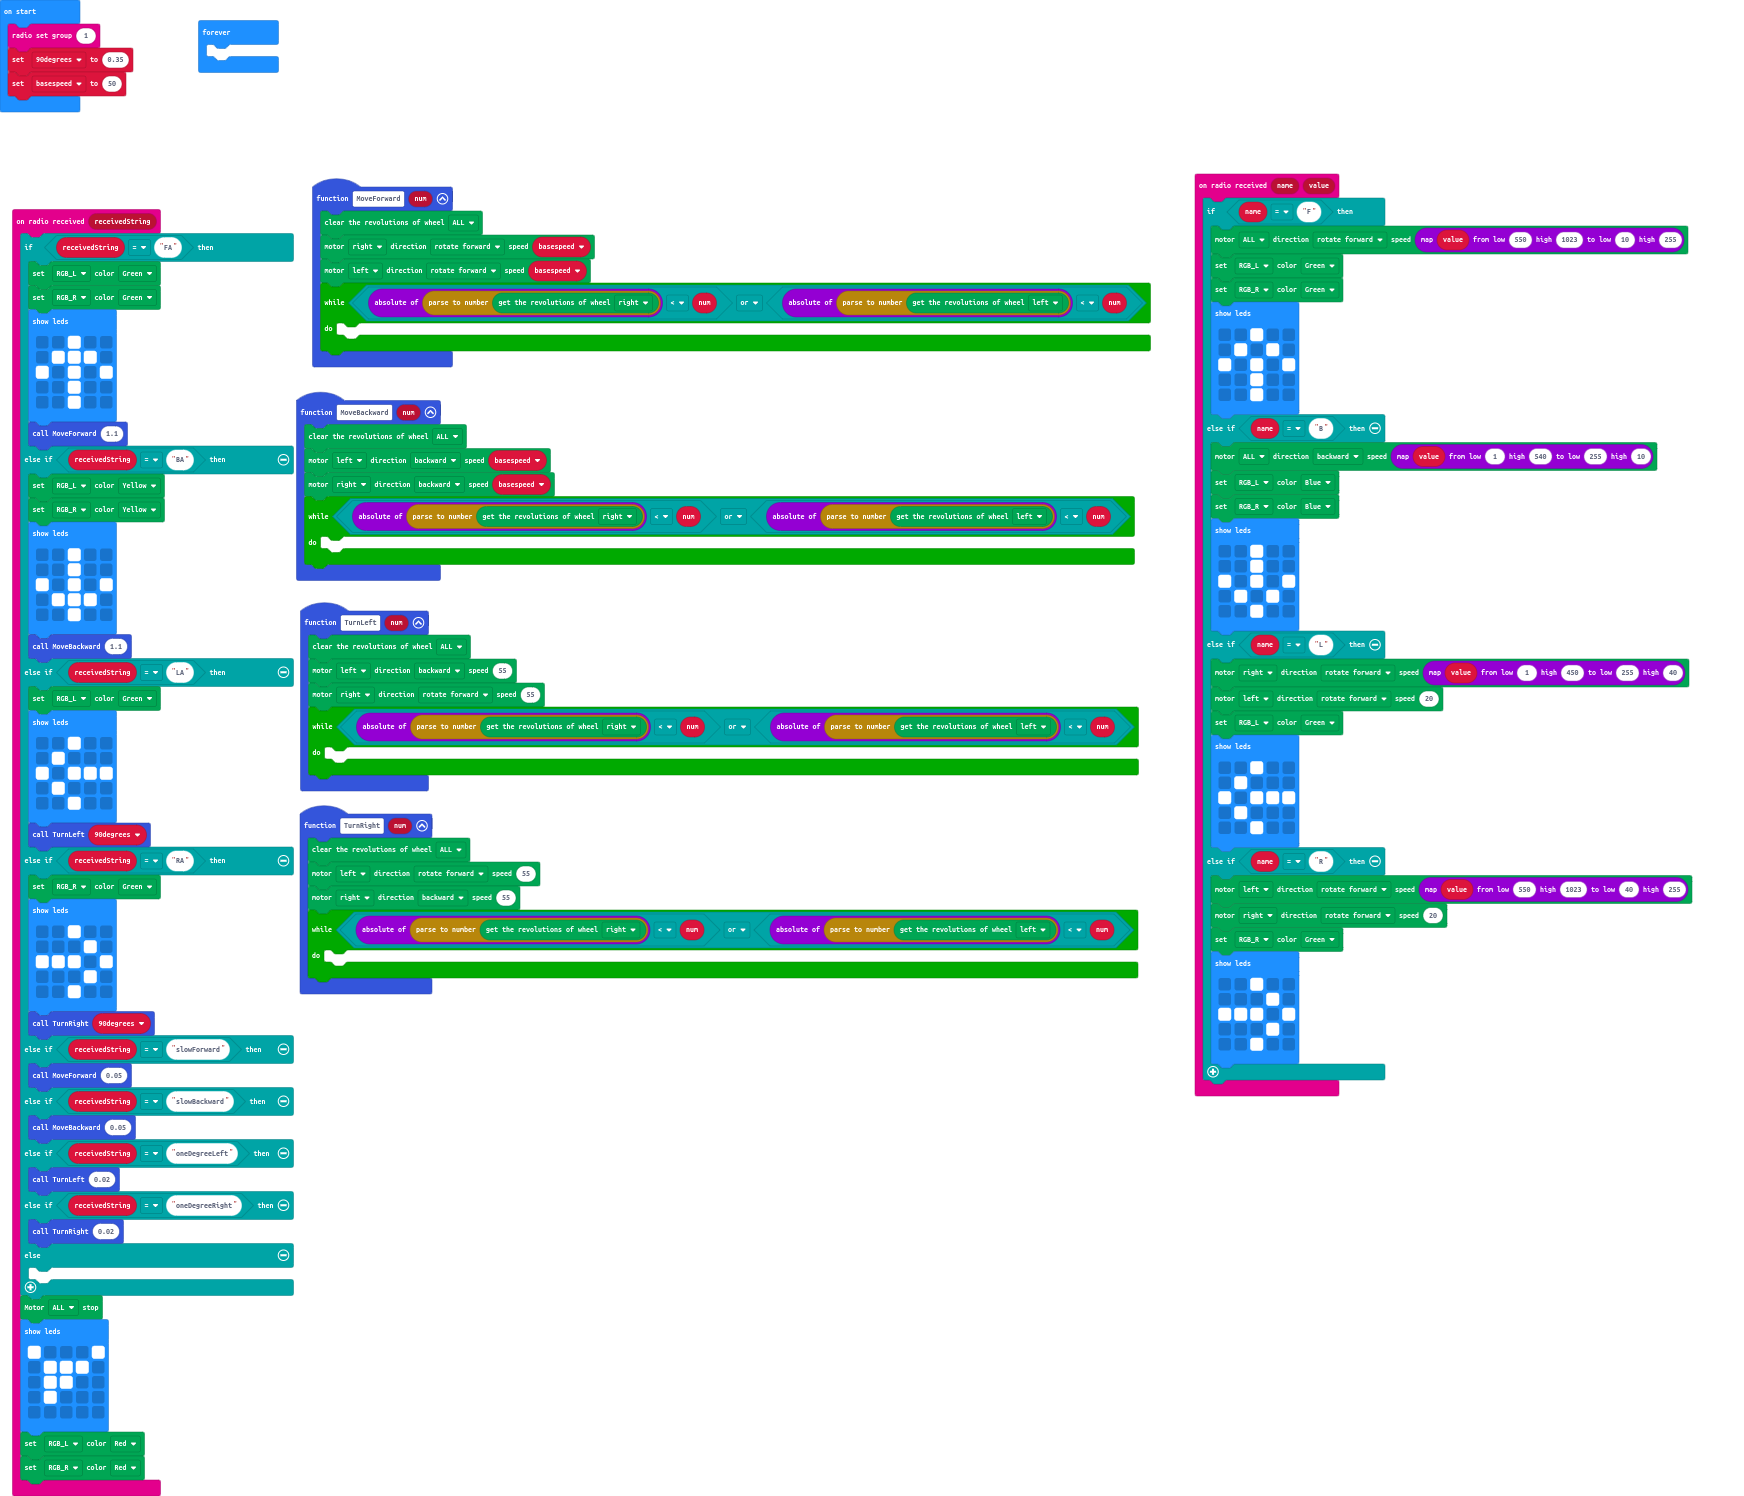 on start
radio set group 1
set 90degrees to 0.35
set basespeed to 50
forever
on radio received receivedString
if receivedString = "FA" then
set RGB_L color Green
set RGB_R color Green
show leds
call MoveForward 1.1
else if receivedString = "BA" then
set RGB_L color Yellow
set RGB_R color Yellow
show leds
call MoveBackward 1.1
else if receivedString = "LA" then
set RGB_L color Green
show leds
call TurnLeft 90degrees
else if receivedString = "RA" then
set RGB_R color Green
show leds
call TurnRight 90degrees
else if receivedString = "slowForward" then
call MoveForward 0.05
else if receivedString = "slowBackward" then
call MoveBackward 0.05
else if receivedString = "oneDegreeLeft" then
call TurnLeft 0.02
else if receivedString = "oneDegreeRight" then
call TurnRight 0.02
else
Motor ALL stop
show leds
set RGB_L color Red
set RGB_R color Red
function MoveForward num
clear the revolutions of wheel ALL
motor right direction rotate forward speed basespeed
motor left direction rotate forward speed basespeed
while absolute of parse to number get the revolutions of wheel right < num or absolute of parse to number get the revolutions of wheel left < num
do
function MoveBackward num
clear the revolutions of wheel ALL
motor left direction backward speed basespeed
motor right direction backward speed basespeed
while absolute of parse to number get the revolutions of wheel right < num or absolute of parse to number get the revolutions of wheel left < num
do
function TurnLeft num
clear the revolutions of wheel ALL
motor left direction backward speed 55
motor right direction rotate forward speed 55
while absolute of parse to number get the revolutions of wheel right < num or absolute of parse to number get the revolutions of wheel left < num
do
function TurnRight num
clear the revolutions of wheel ALL
motor left direction rotate forward speed 55
motor right direction backward speed 55
while absolute of parse to number get the revolutions of wheel right < num or absolute of parse to number get the revolutions of wheel left < num
do
on radio received name value
if name = "F" then
motor ALL direction rotate forward speed map value from low 550 high 1023 to low 10 high 255
set RGB_L color Green
set RGB_R color Green
show leds
else if name = "B" then
motor ALL direction backward speed map value from low 1 high 540 to low 255 high 10
set RGB_L color Blue
set RGB_R color Blue
show leds
else if name = "L" then
motor right direction rotate forward speed map value from low 1 high 450 to low 255 high 40
motor left direction rotate forward speed 20
set RGB_L color Green
show leds
else if name = "R" then
motor left direction rotate forward speed map value from low 550 high 1023 to low 40 high 255
motor right direction rotate forward speed 20
set RGB_R color Green
show leds